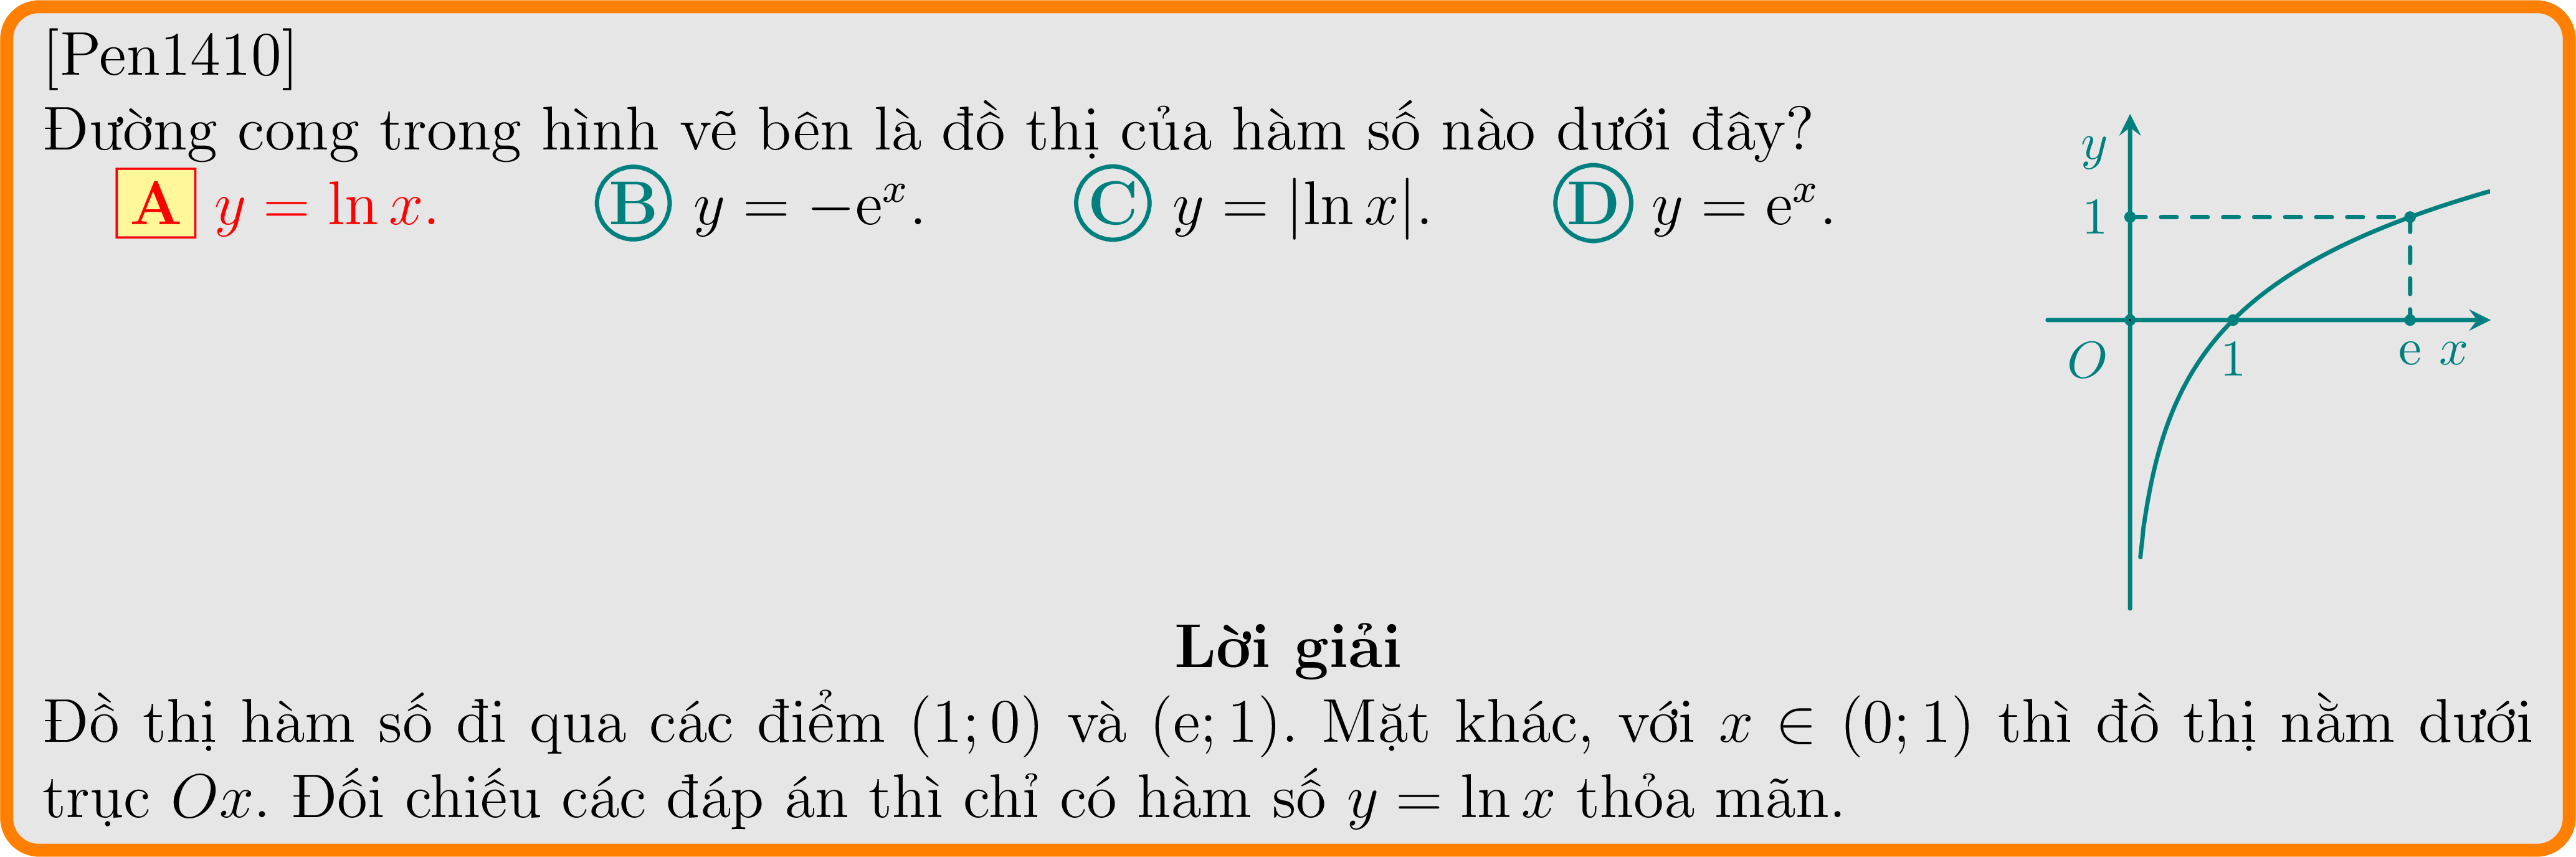 [Pen1410]
Đường cong trong hình vẽ bên là đồ thị của hàm số nào dưới đây?
A y = ln x. B y = −eˣ. C y = |ln x|. D y = eˣ.
y
1
O 1 e x
Lời giải
Đồ thị hàm số đi qua các điểm (1; 0) và (e; 1). Mặt khác, với x ∈ (0; 1) thì đồ thị nằm dưới
trục Ox. Đối chiếu các đáp án thì chỉ có hàm số y = ln x thỏa mãn.